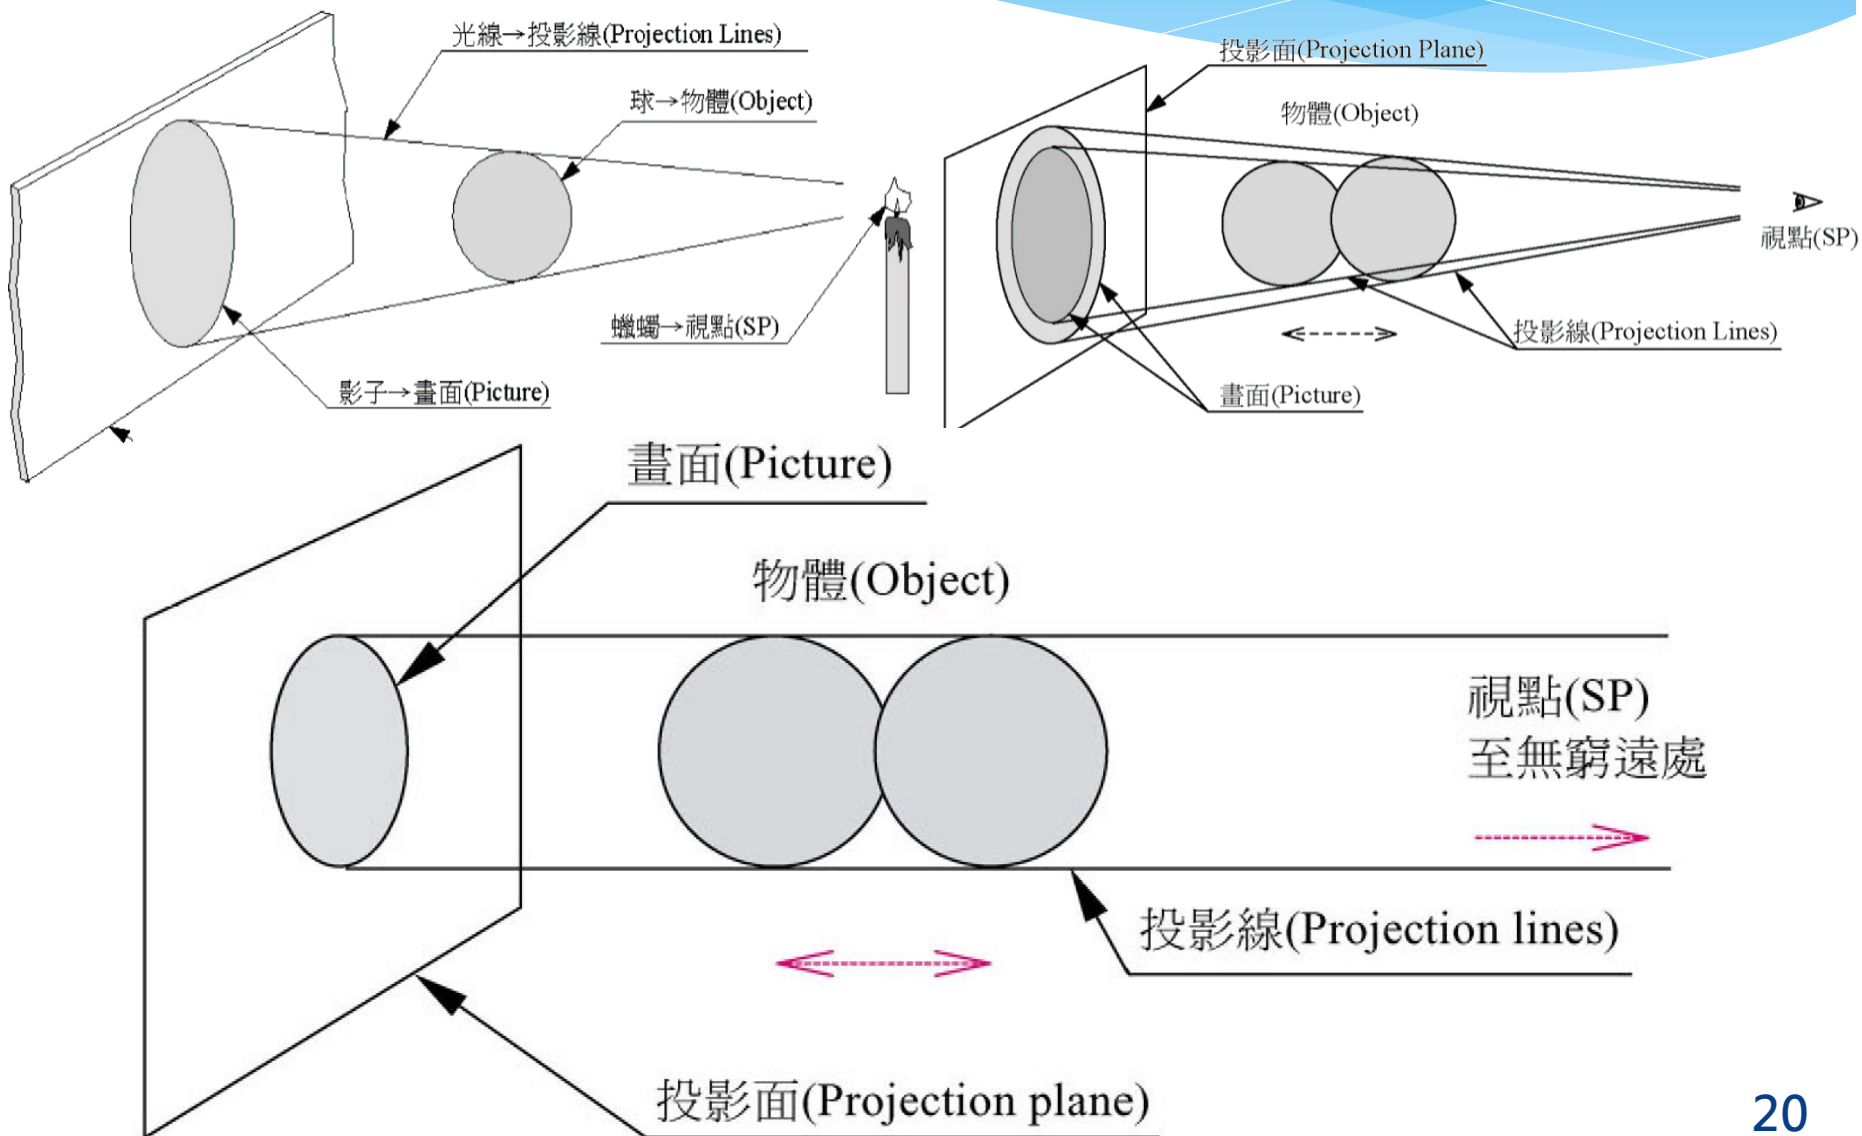 光線→投影線(Projection Lines)
球→物體(Object)
蠟蠋→視點(SP)
影子→畫面(Picture)
投影面(Projection Plane)
物體(Object)
視點(SP)
投影線(Projection Lines)
畫面(Picture)
畫面(Picture)
物體(Object)
視點(SP)
至無窮遠處
投影線(Projection lines)
投影面(Projection plane)
20